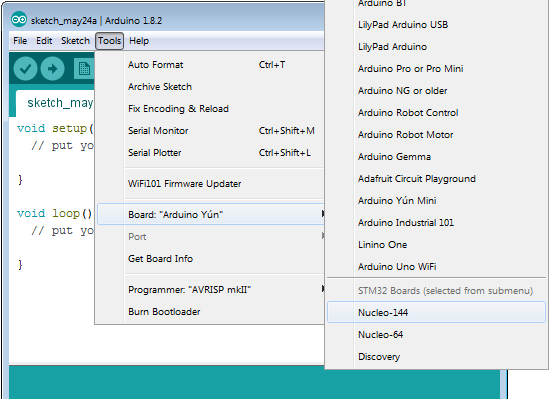 sketch_may24a | Arduino 1.8.2
File Edit Sketch Tools Help
sketch_may
void setup(
// put yo
}
void loop()
// put yo
}
Auto Format Ctrl+T
Archive Sketch
Fix Encoding & Reload
Serial Monitor Ctrl+Shift+M
Serial Plotter Ctrl+Shift+L
WiFi101 Firmware Updater
Board: "Arduino Yún"
Port
Get Board Info
Programmer: "AVRISP mkII"
Burn Bootloader
Arduino BT
LilyPad Arduino USB
LilyPad Arduino
Arduino Pro or Pro Mini
Arduino NG or older
Arduino Robot Control
Arduino Robot Motor
Arduino Gemma
Adafruit Circuit Playground
Arduino Yún Mini
Arduino Industrial 101
Linino One
Arduino Uno WiFi
STM32 Boards (selected from submenu)
Nucleo-144
Nucleo-64
Discovery